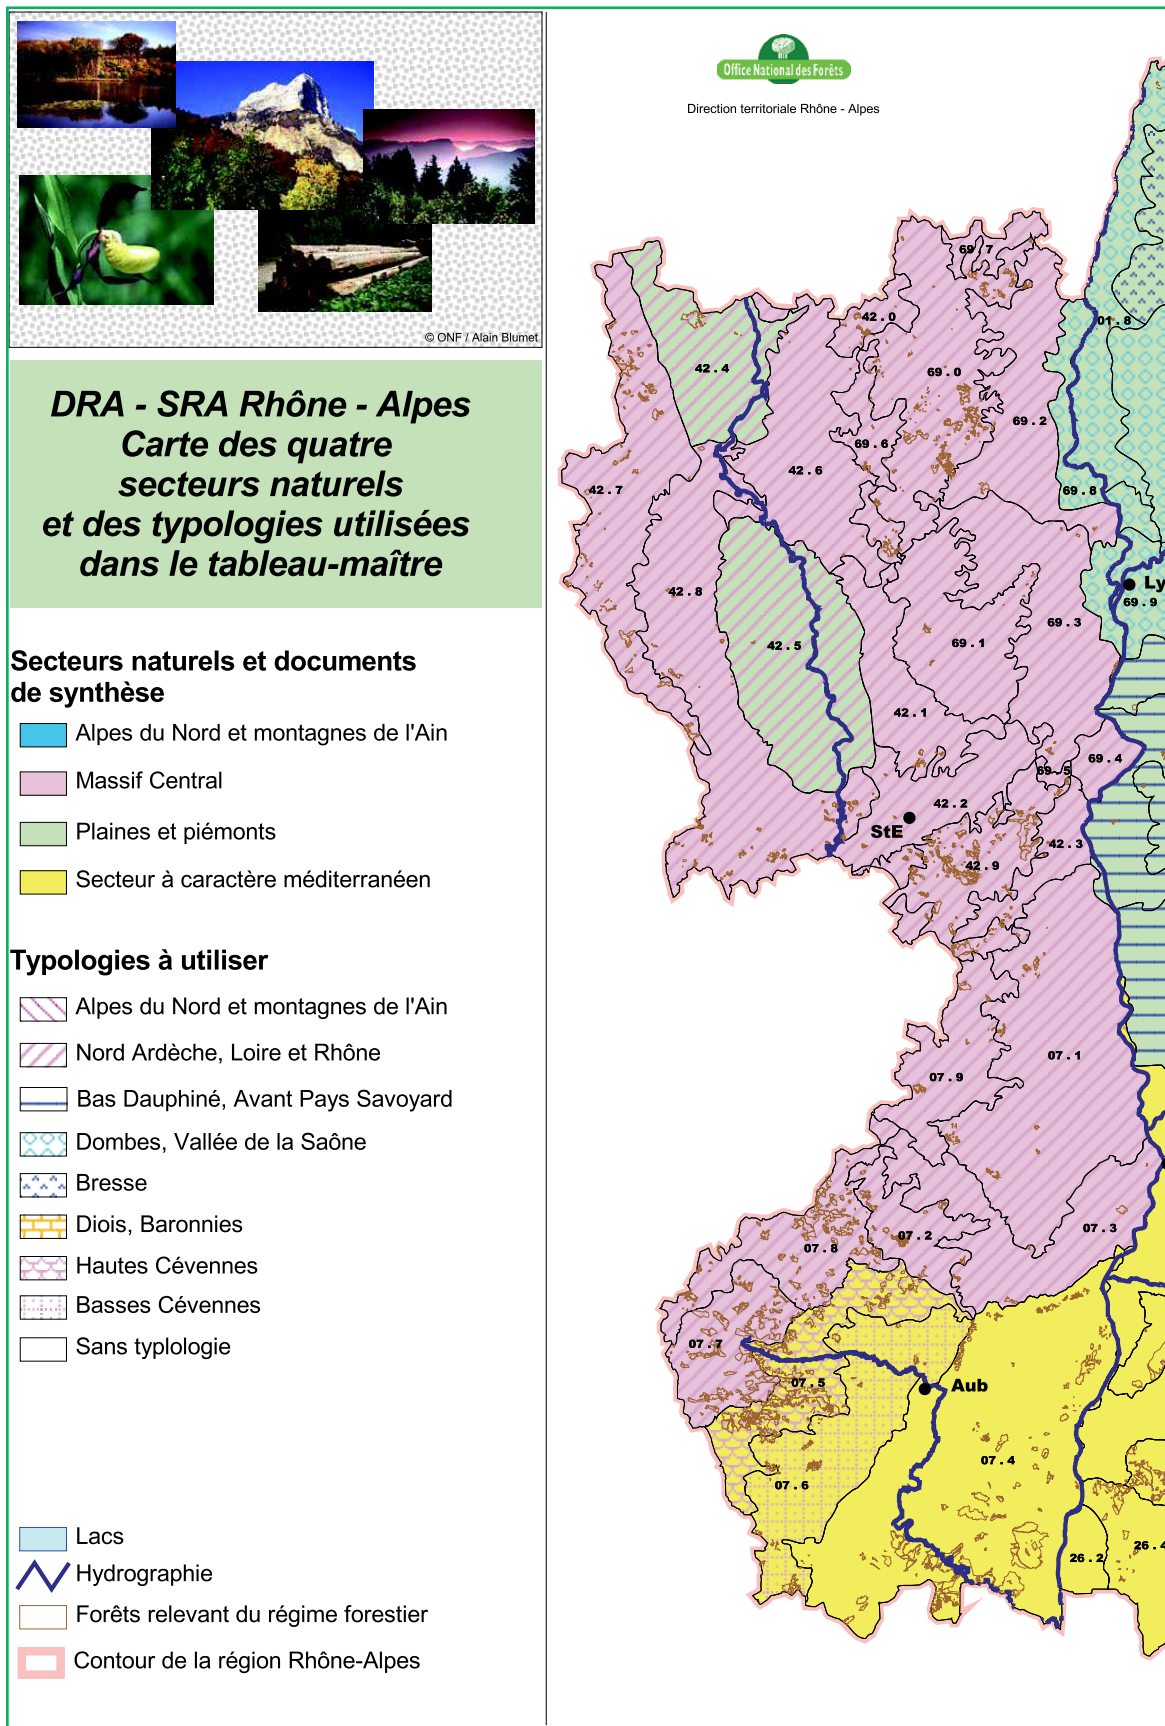 © ONF / Alain Blumet
DRA - SRA Rhône - Alpes
Carte des quatre
secteurs naturels
et des typologies utilisées
dans le tableau-maître
Secteurs naturels et documents
de synthèse
Alpes du Nord et montagnes de l'Ain
Massif Central
Plaines et piémonts
Secteur à caractère méditerranéen
Typologies à utiliser
Alpes du Nord et montagnes de l'Ain
Nord Ardèche, Loire et Rhône
Bas Dauphiné, Avant Pays Savoyard
Dombes, Vallée de la Saône
Bresse
Diois, Baronnies
Hautes Cévennes
Basses Cévennes
Sans typlologie
Lacs
Hydrographie
Forêts relevant du régime forestier
Contour de la région Rhône-Alpes
Office National des Forêts
Direction territoriale Rhône - Alpes
69.7
42.0
01.8
42.4
69.0
69.2
69.6
42.6
42.7
69.8
Ly
42.8
69.9
69.3
42.5
69.1
42.1
69.4
69.5
42.2
StE
42.3
42.9
07.1
07.9
07.3
07.2
07.8
07.7
07.5
Aub
07.4
07.6
26.4
26.2